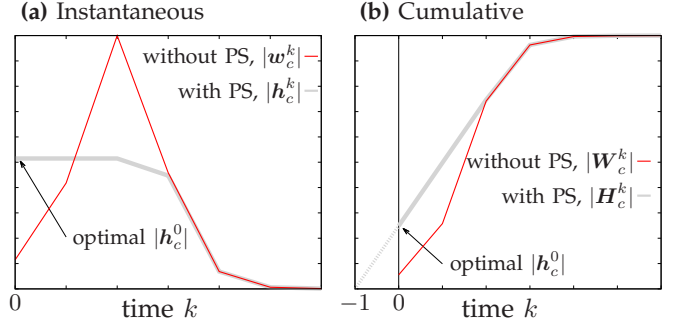 (a) Instantaneous
without PS, |w_c^k|
with PS, |h_c^k|
optimal |h_c^0|
0
time k
(b) Cumulative
without PS, |W_c^k|
with PS, |H_c^k|
optimal |h_c^0|
−1 0
time k